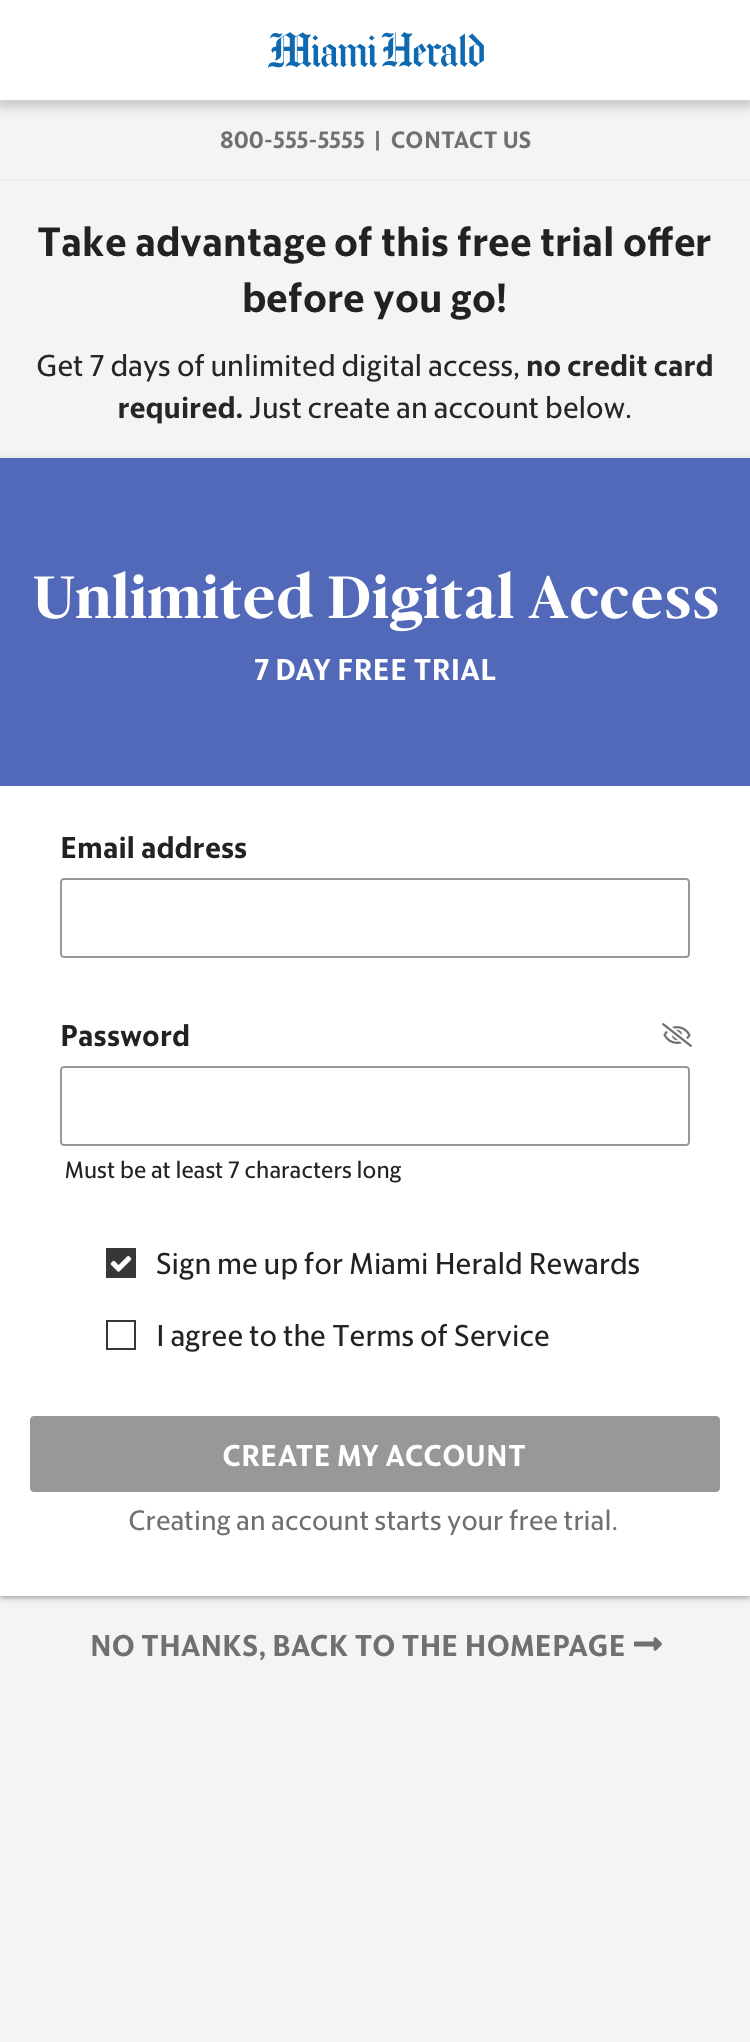 Miami Herald
800-555-5555 | CONTACT US
Take advantage of this free trial offer
before you go!
Get 7 days of unlimited digital access, no credit card
required. Just create an account below.
Unlimited Digital Access
7 DAY FREE TRIAL
Email address
Password
Must be at least 7 characters long
Sign me up for Miami Herald Rewards
I agree to the Terms of Service
CREATE MY ACCOUNT
Creating an account starts your free trial.
NO THANKS, BACK TO THE HOMEPAGE